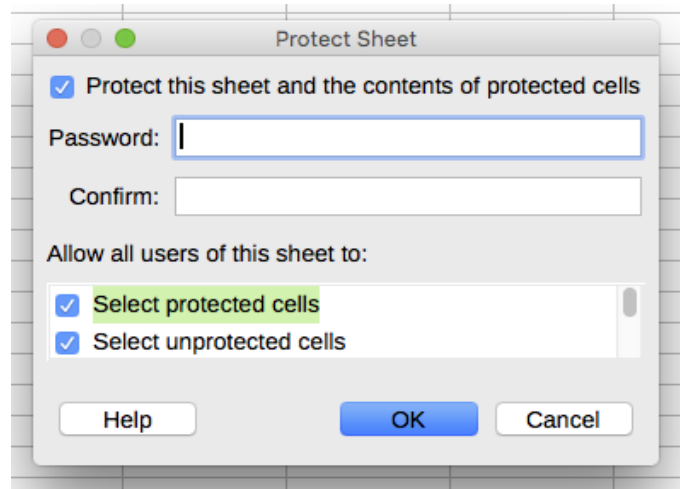 Protect Sheet
Protect this sheet and the contents of protected cells
Password:
Confirm:
Allow all users of this sheet to:
Select protected cells
Select unprotected cells
Help OK Cancel